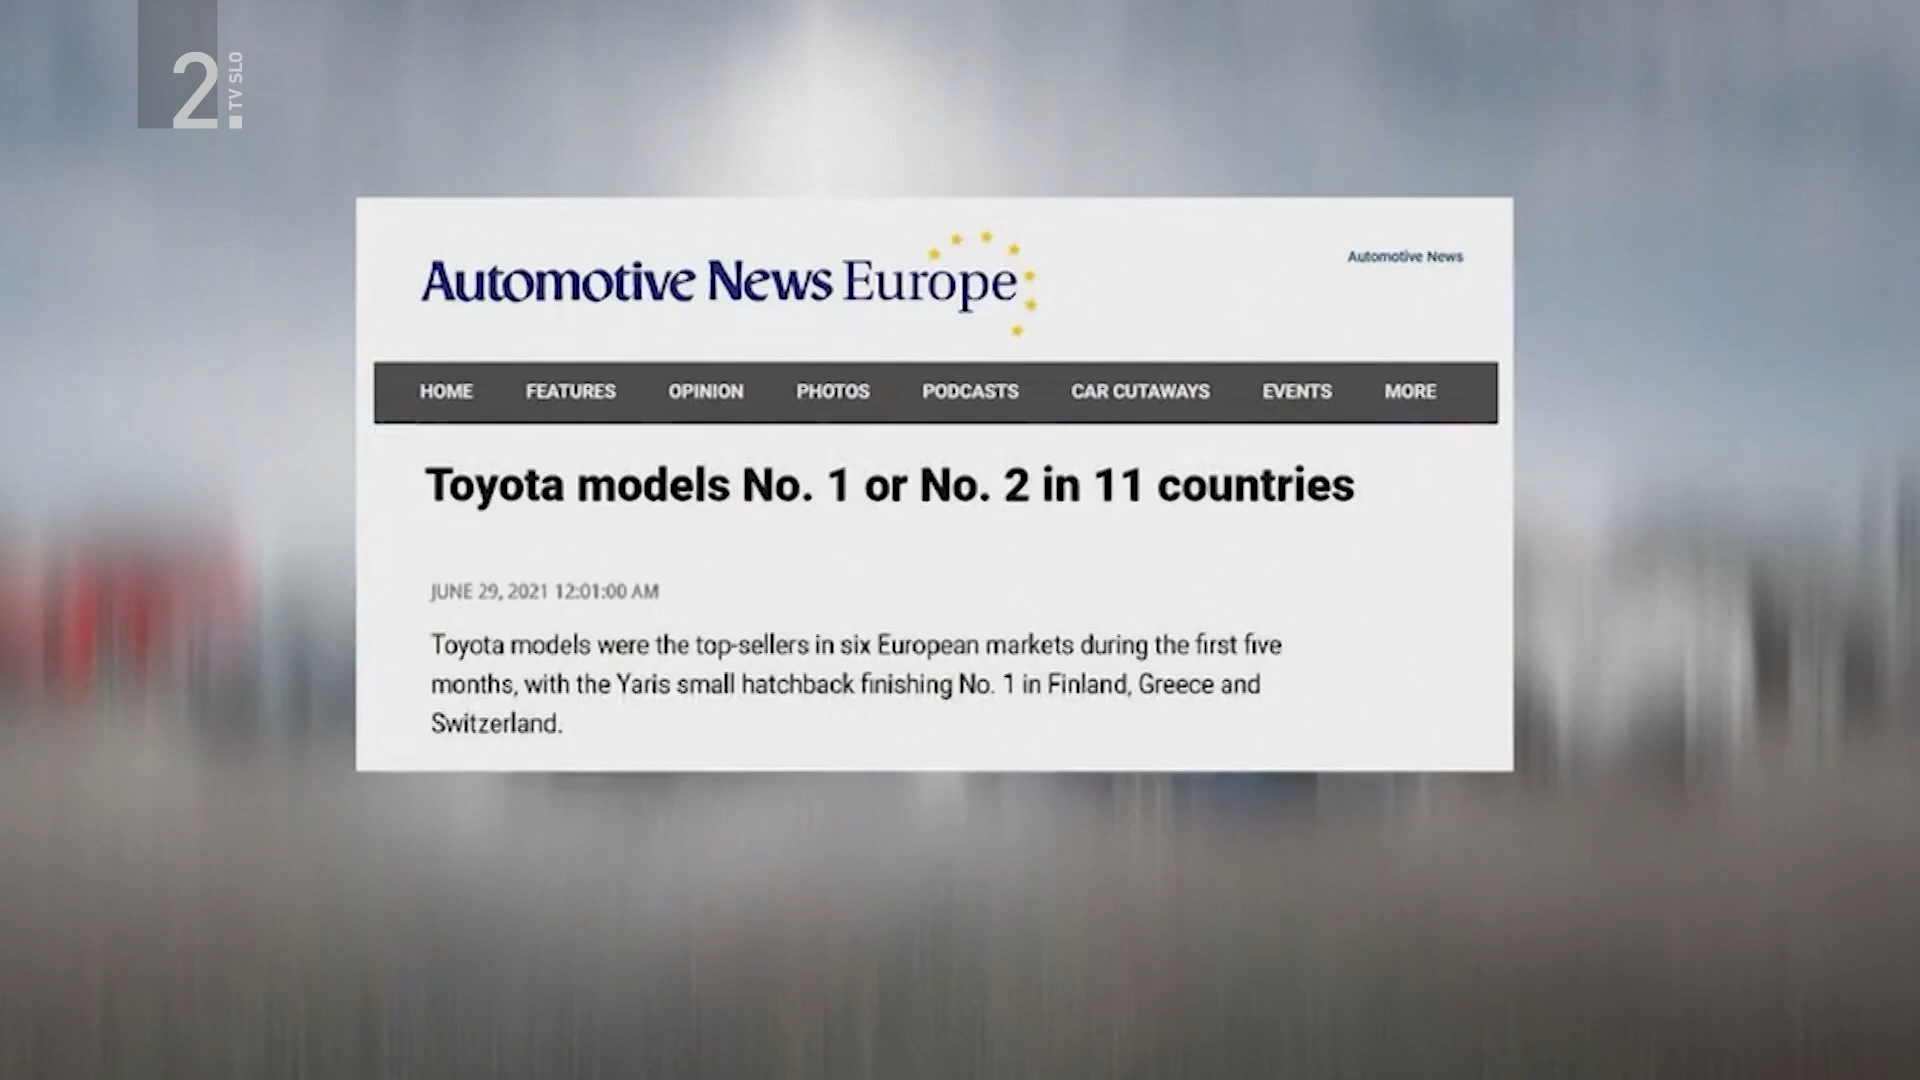 2. TV SLO
Automotive News Europe
Automotive News
HOME FEATURES OPINION PHOTOS PODCASTS CAR CUTAWAYS EVENTS MORE
Toyota models No. 1 or No. 2 in 11 countries
JUNE 29, 2021 12:01:00 AM
Toyota models were the top-sellers in six European markets during the first five
months, with the Yaris small hatchback finishing No. 1 in Finland, Greece and
Switzerland.